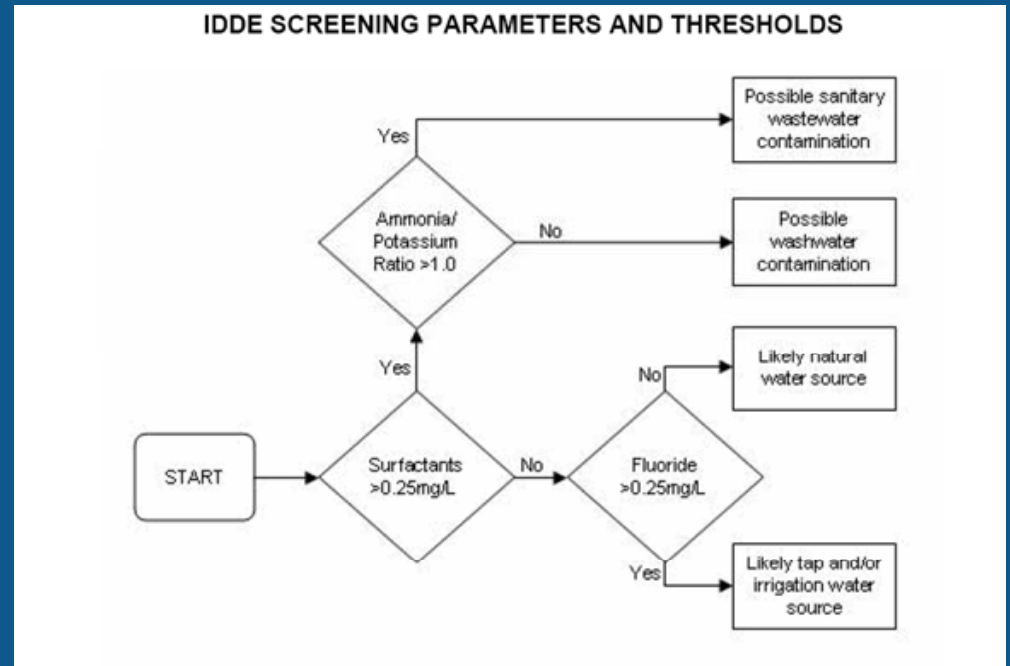 IDDE SCREENING PARAMETERS AND THRESHOLDS
Possible sanitary
wastewater
contamination
Yes
Ammonia/
Potassium
Ratio >1.0
No
Possible
washwater
contamination
Yes
Likely natural
water source
No
START
Surfactants
>0.25mg/L
No
Fluoride
>0.25mg/L
Yes
Likely tap and/or
irrigation water
source